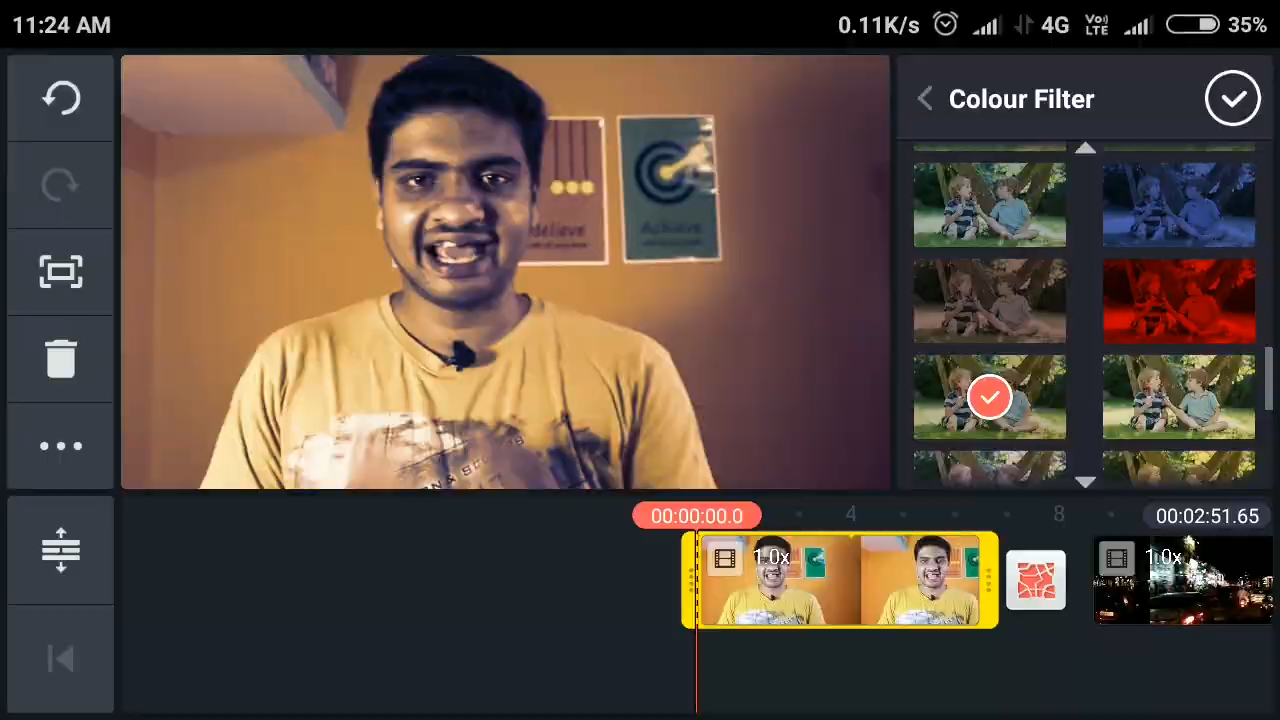 11:24 AM
0.11K/s 4G Vo) LTE 35%
Colour Filter
believe
Achieve
00:00:00.0
4
8
00:02:51.65
1.0x
1.0x